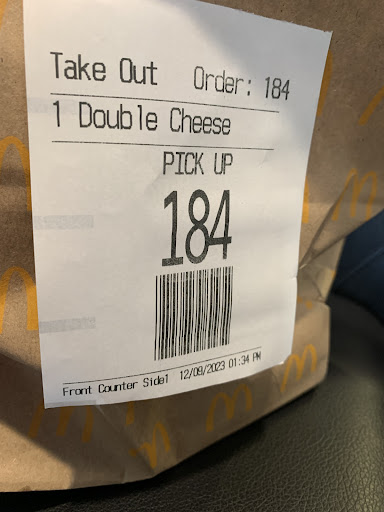 Take Out Order: 184
1 Double Cheese
PICK UP
184
Front Counter Side1 12/09/2023 01:34 PM